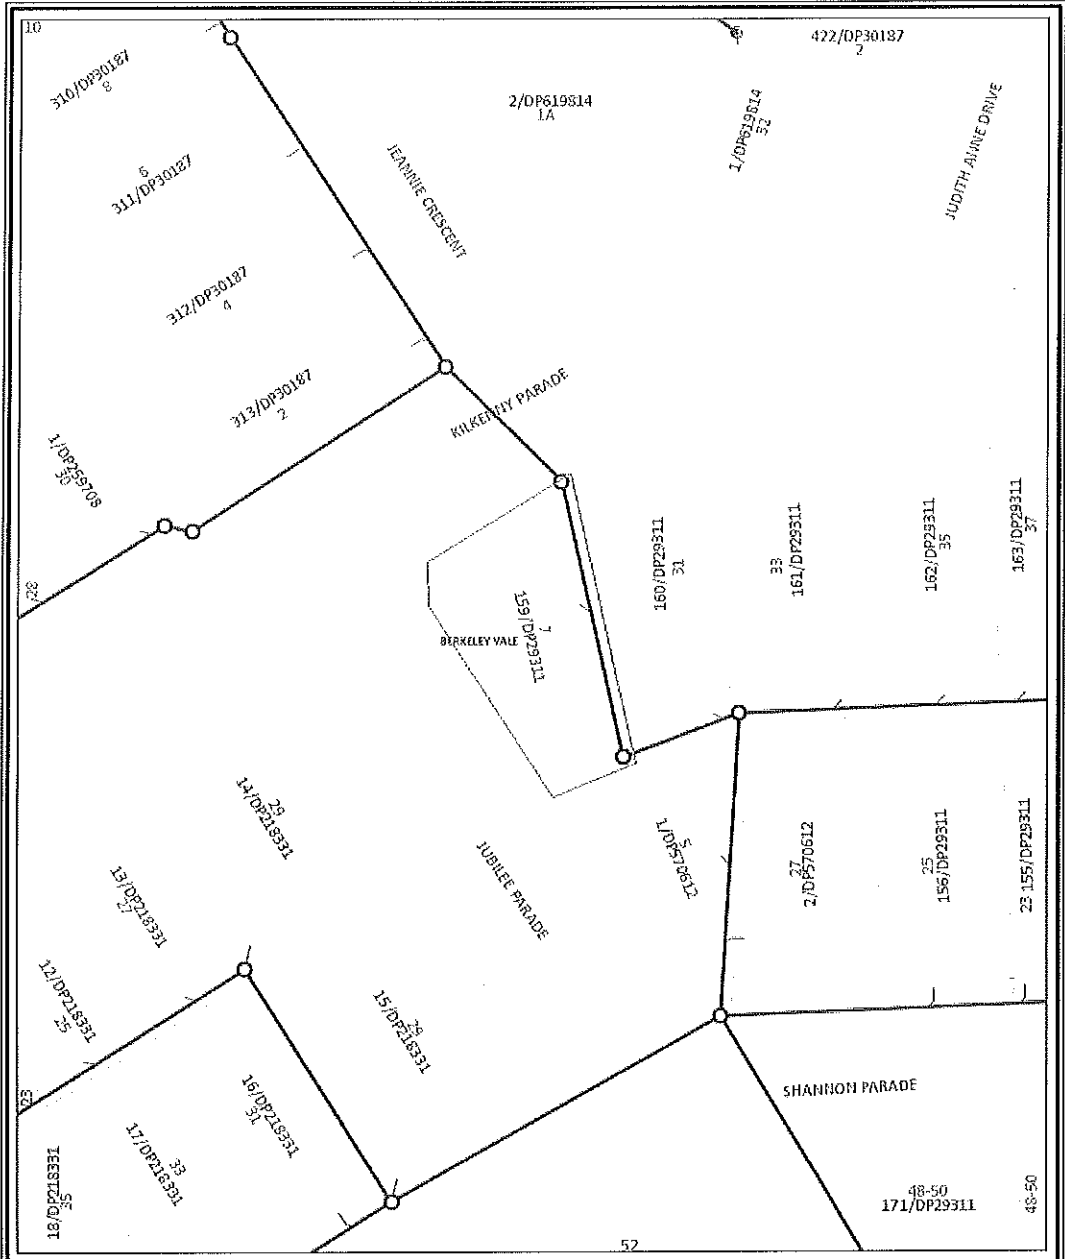 10
310/DP30187
8
2/DP619814
1A
422/DP30187
2
1/DP619814
32
JUDITH ANNE DRIVE
6
311/DP30187
JEANNIE CRESCENT
312/DP30187
4
313/DP30187
2
KILKENNY PARADE
1/DP259708
30
28
160/DP29311
31
33
161/DP29311
162/DP29311
35
163/DP29311
37
7
159/DP29311
BERKELEY VALE
29
14/DP218331
13/DP218331
27
12/DP218331
25
23
JUBILEE PARADE
5
1/DP570612
27
2/DP570612
25
156/DP29311
23 155/DP29311
29
15/DP218331
16/DP218331
31
33
17/DP218331
18/DP218331
35
SHANNON PARADE
48-50
171/DP29311
48-50
52